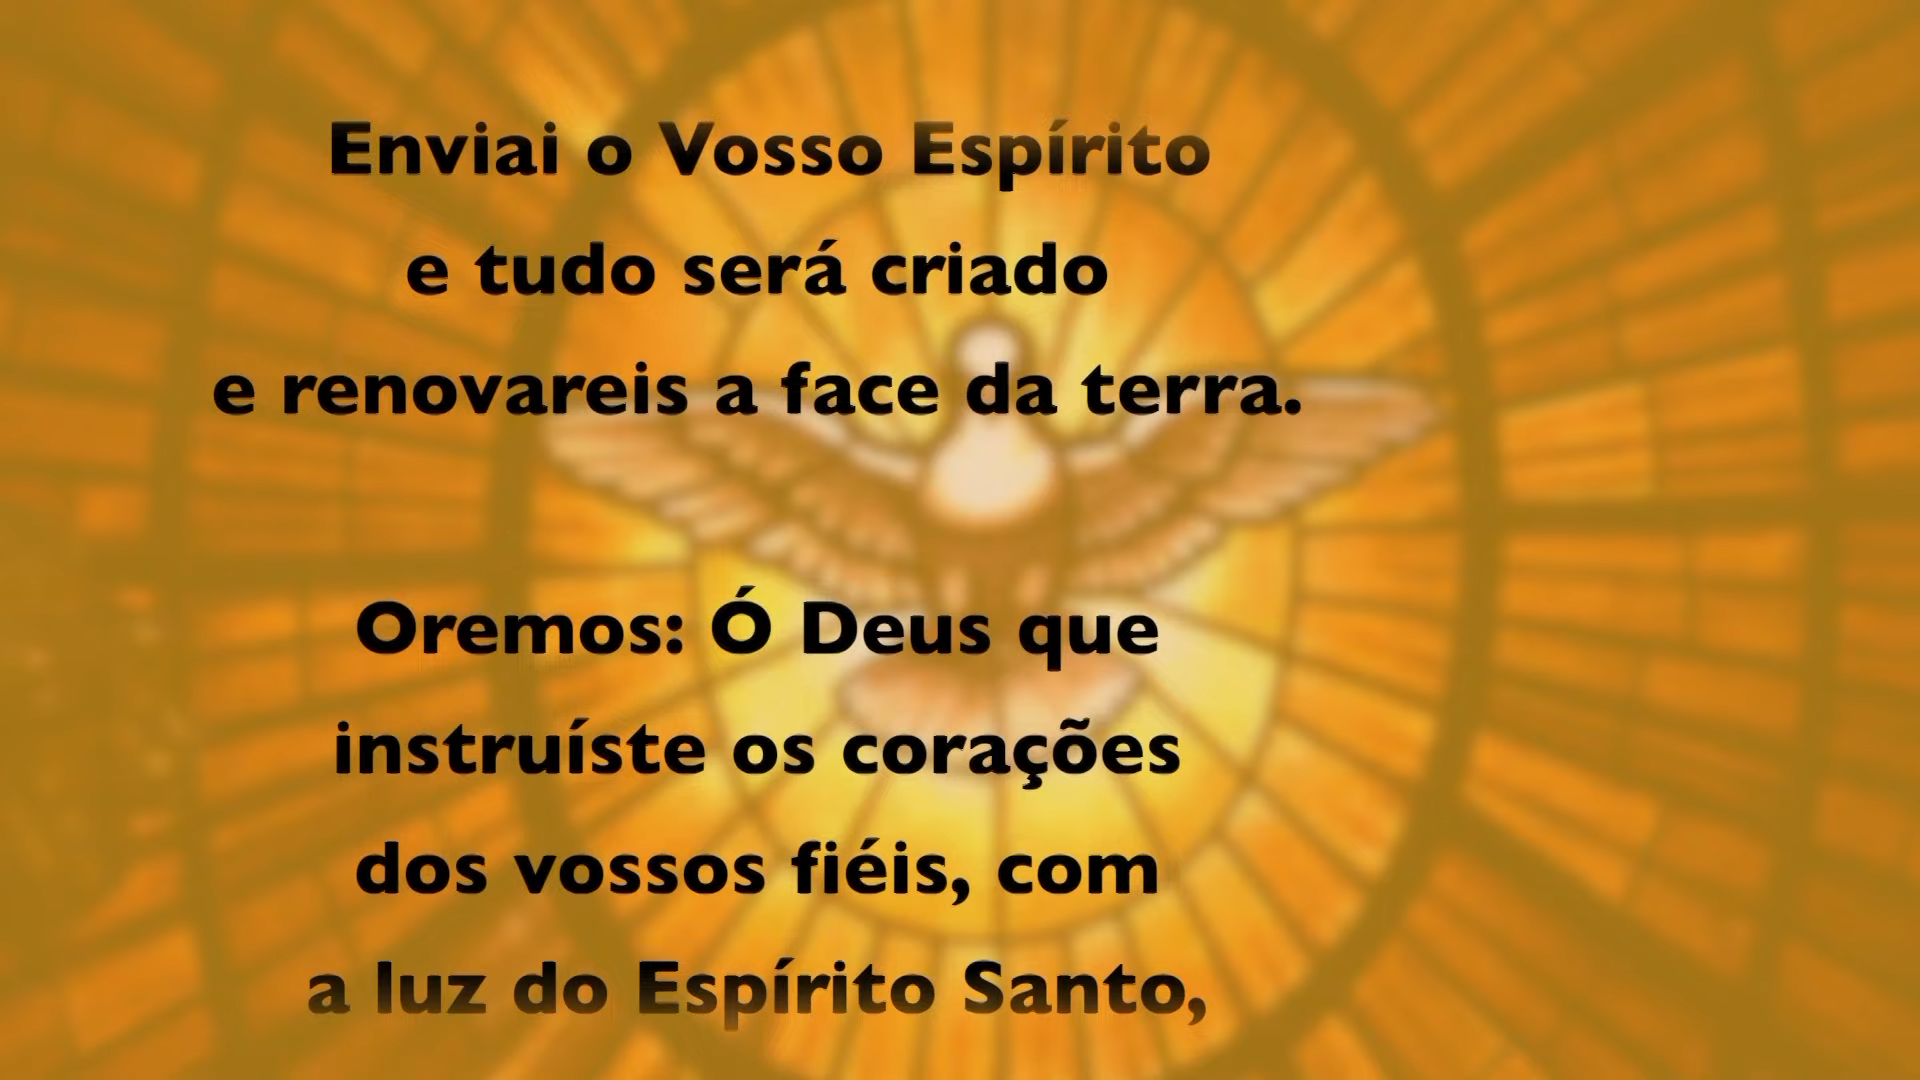 Enviai o Vosso Espírito
e tudo será criado
e renovareis a face da terra.
Oremos: Ó Deus que
instruíste os corações
dos vossos fiéis, com
a luz do Espírito Santo,